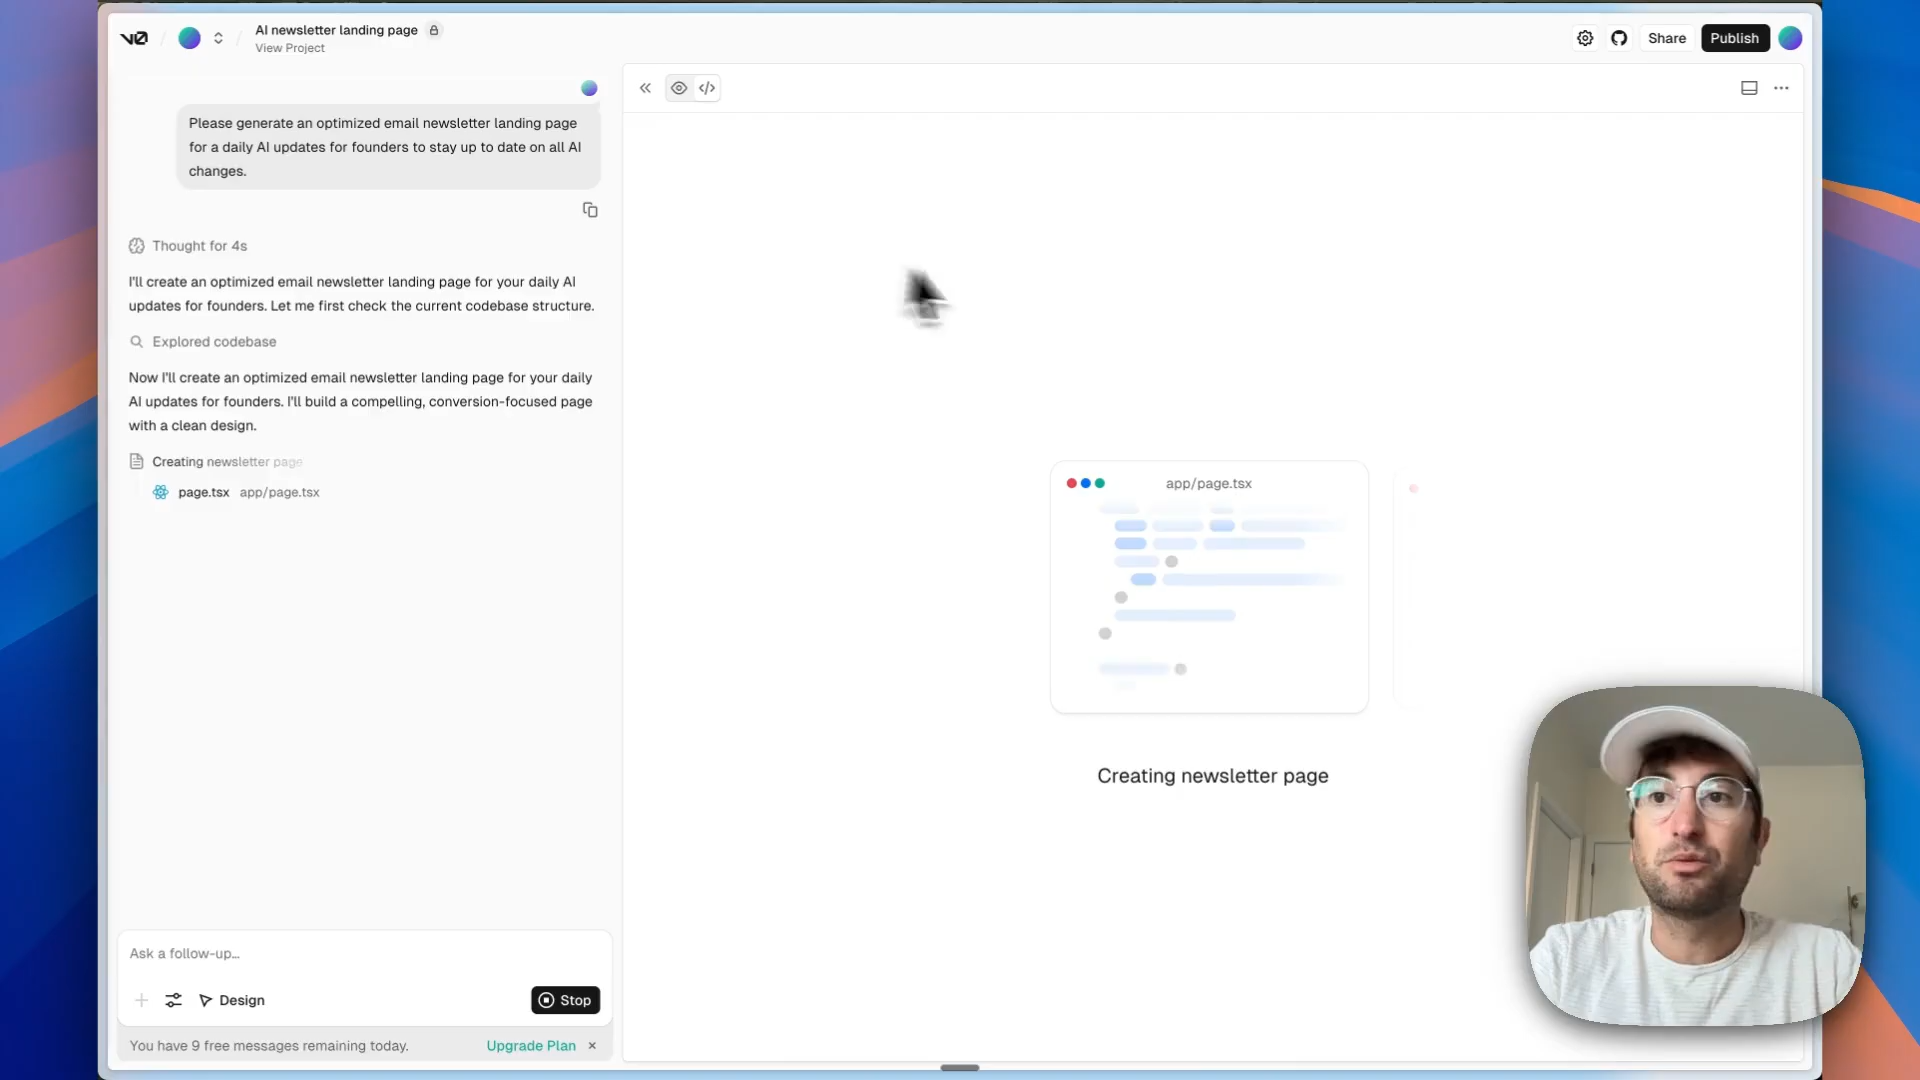 v0
AI newsletter landing page
View Project
Share
Publish
Please generate an optimized email newsletter landing page
for a daily AI updates for founders to stay up to date on all AI
changes.
Thought for 4s
I'll create an optimized email newsletter landing page for your daily AI
updates for founders. Let me first check the current codebase structure.
Explored codebase
Now I'll create an optimized email newsletter landing page for your daily
AI updates for founders. I'll build a compelling, conversion-focused page
with a clean design.
Creating newsletter page
page.tsx app/page.tsx
app/page.tsx
Creating newsletter page
Ask a follow-up...
Design
Stop
You have 9 free messages remaining today.
Upgrade Plan